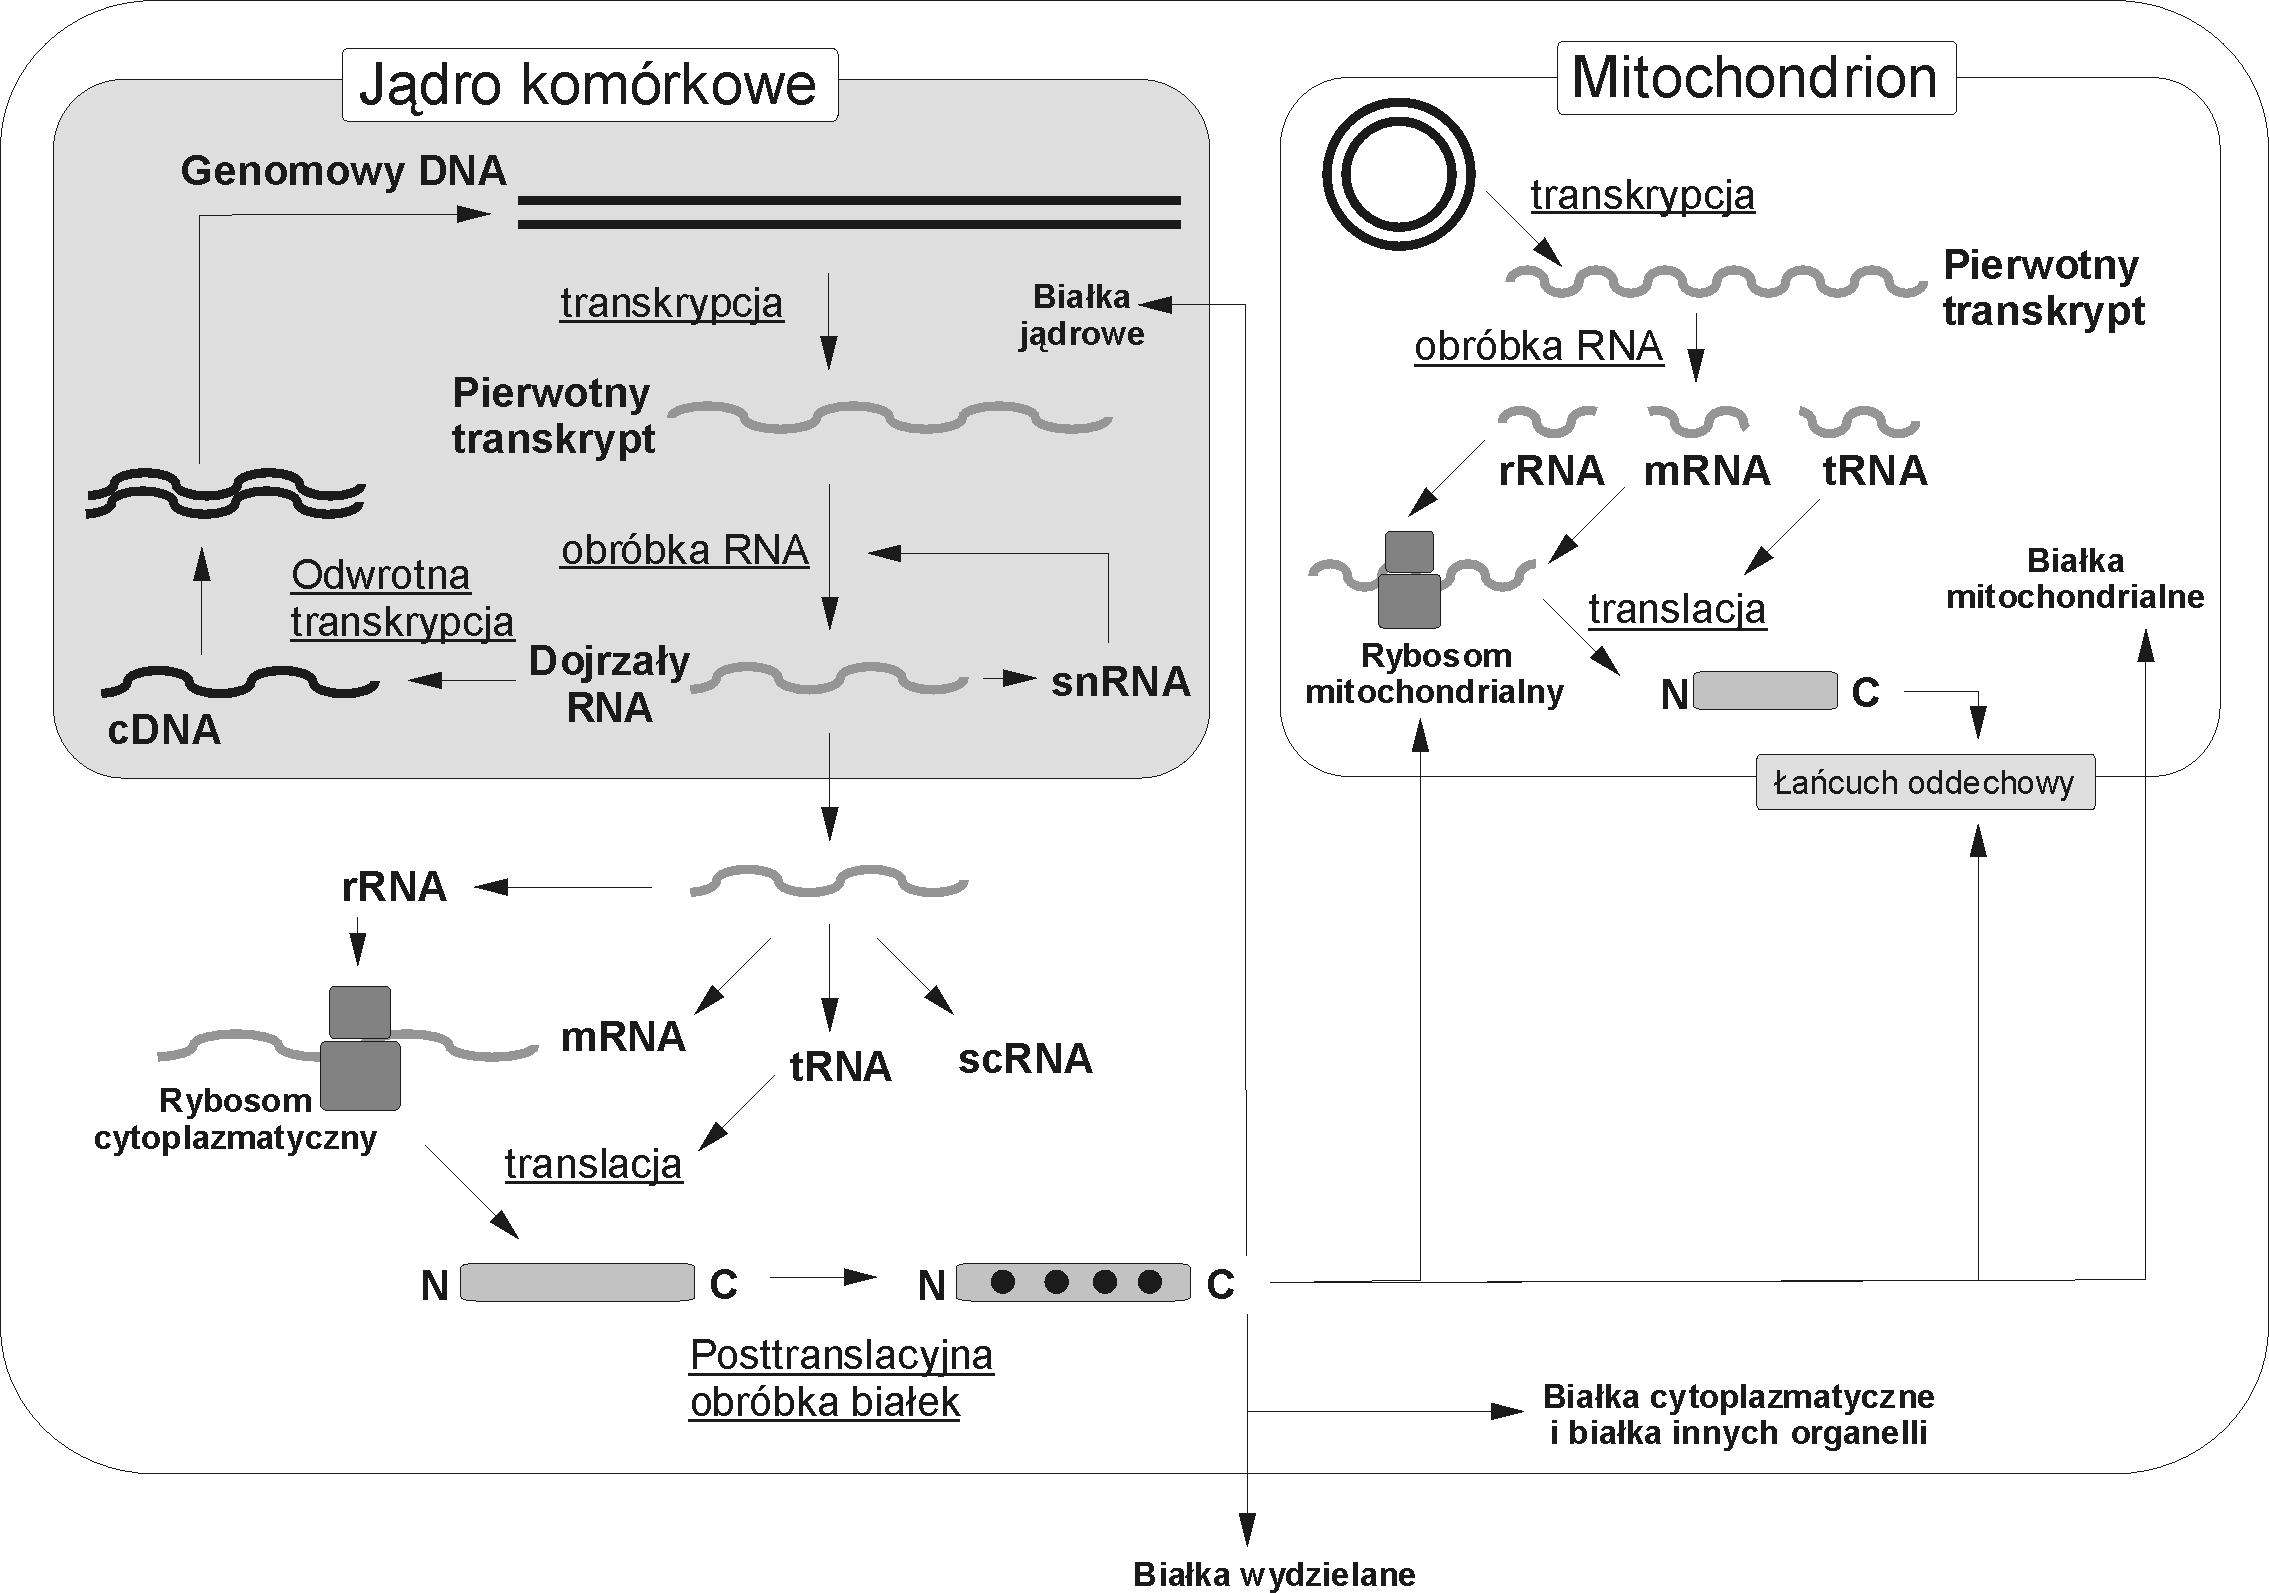 Jądro komórkowe
Genomowy DNA
transkrypcja
Białka
jądrowe
Pierwotny
transkrypt
obróbka RNA
Odwrotna
transkrypcja
Dojrzały
RNA
snRNA
cDNA
Mitochondrion
transkrypcja
Pierwotny
transkrypt
obróbka RNA
rRNA
mRNA
tRNA
Białka
mitochondrialne
translacja
Rybosom
mitochondrialny
N
C
Łańcuch oddechowy
rRNA
mRNA
tRNA
scRNA
Rybosom
cytoplazmatyczny
translacja
N
C
N
C
Posttranslacyjna
obróbka białek
Białka cytoplazmatyczne
i białka innych organelli
Białka wydzielane